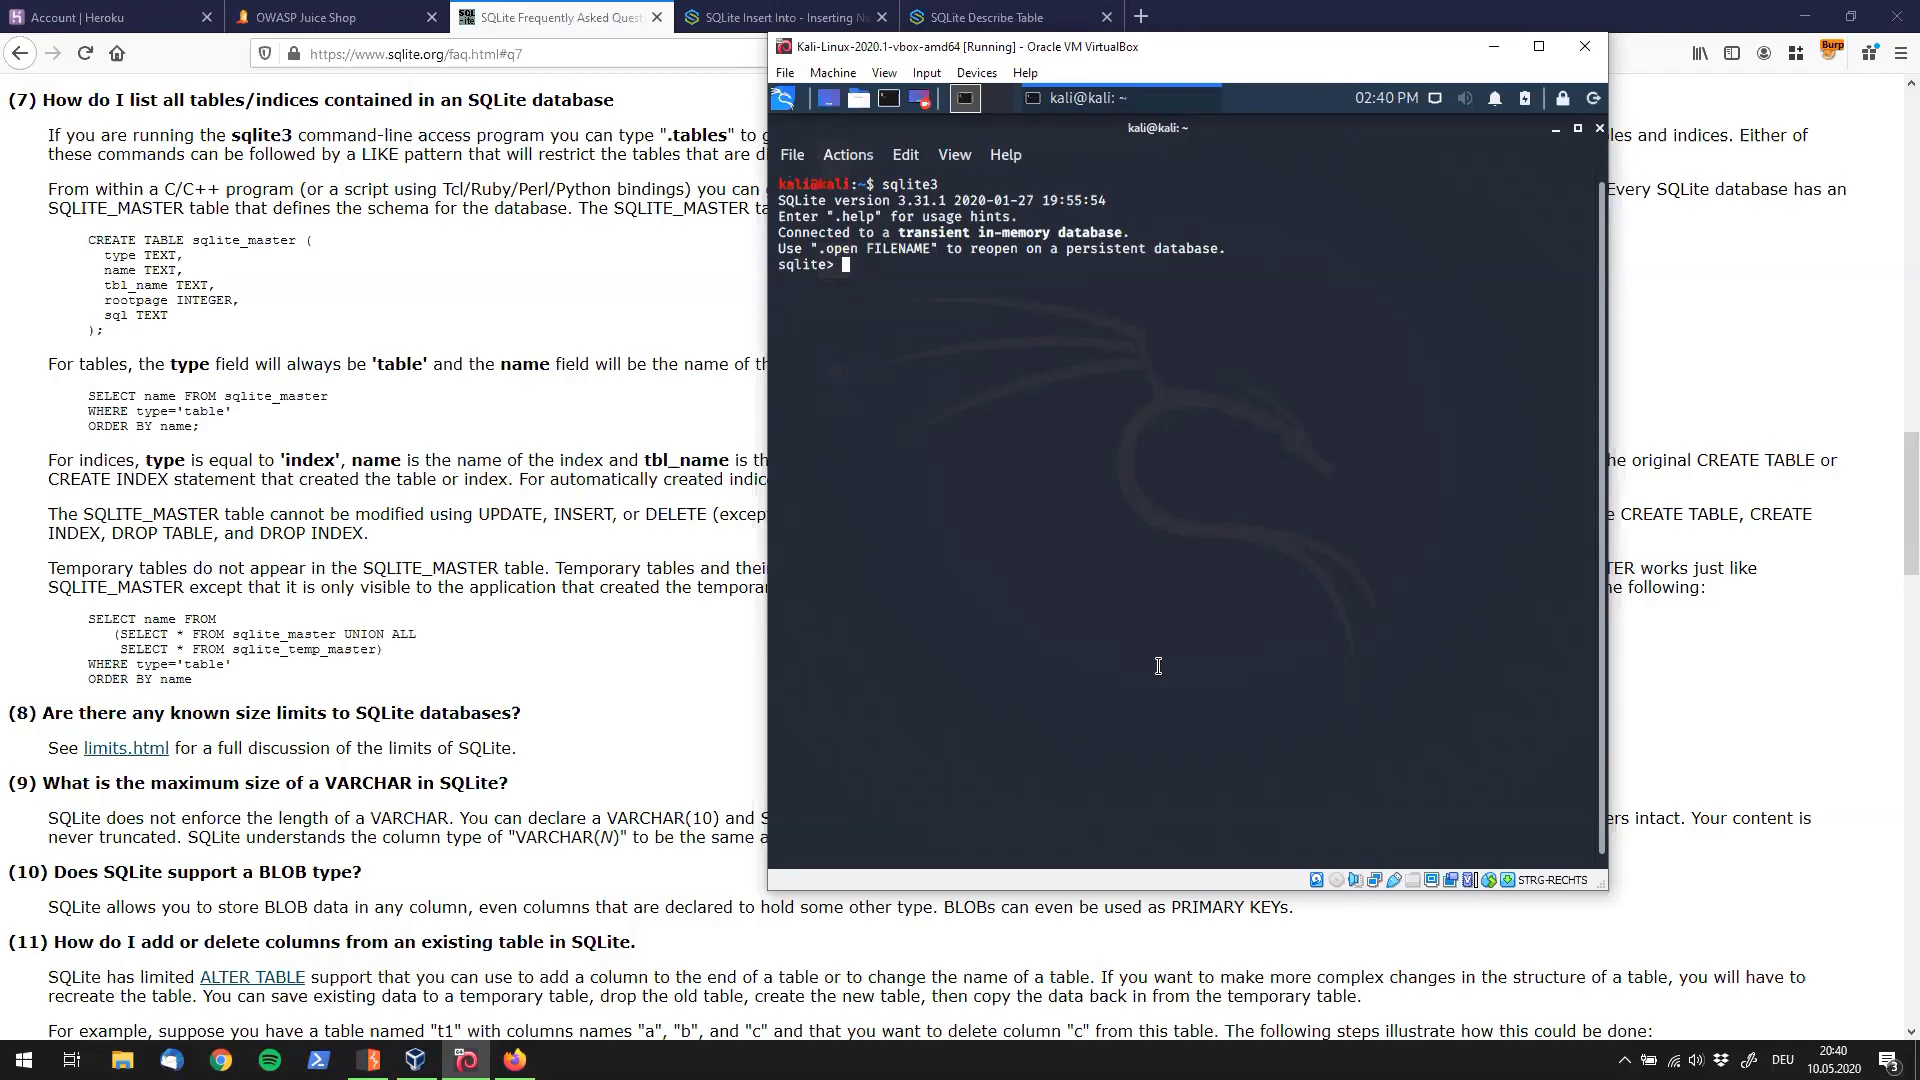 Account | Heroku
OWASP Juice Shop
SQLite Frequently Asked Quest
SQLite Insert Into - Inserting N
SQLite Describe Table
https://www.sqlite.org/faq.html#q7
Burp
Kali-Linux-2020.1-vbox-amd64 [Running] - Oracle VM VirtualBox
File Machine View Input Devices Help
kali@kali: ~
02:40 PM
kali@kali: ~
File Actions Edit View Help
kali@kali:~$ sqlite3
SQLite version 3.31.1 2020-01-27 19:55:54
Enter ".help" for usage hints.
Connected to a transient in-memory database.
Use ".open FILENAME" to reopen on a persistent database.
sqlite>
STRG-RECHTS
(7) How do I list all tables/indices contained in an SQLite database
If you are running the sqlite3 command-line access program you can type ".tables" to les and indices. Either of
these commands can be followed by a LIKE pattern that will restrict the tables that are
From within a C/C++ program (or a script using Tcl/Ruby/Perl/Python bindings) you can Every SQLite database has an
SQLITE_MASTER table that defines the schema for the database. The SQLITE_MASTER
CREATE TABLE sqlite_master (
type TEXT,
name TEXT,
tbl_name TEXT,
rootpage INTEGER,
sql TEXT
);
For tables, the type field will always be 'table' and the name field will be the name of
SELECT name FROM sqlite_master
WHERE type='table'
ORDER BY name;
For indices, type is equal to 'index', name is the name of the index and tbl_name is he original CREATE TABLE or
CREATE INDEX statement that created the table or index. For automatically created
The SQLITE_MASTER table cannot be modified using UPDATE, INSERT, or DELETE (excep CREATE TABLE, CREATE
INDEX, DROP TABLE, and DROP INDEX.
Temporary tables do not appear in the SQLITE_MASTER table. Temporary tables and TER works just like
SQLITE_MASTER except that it is only visible to the application that created the he following:
SELECT name FROM
(SELECT * FROM sqlite_master UNION ALL
SELECT * FROM sqlite_temp_master)
WHERE type='table'
ORDER BY name
(8) Are there any known size limits to SQLite databases?
See limits.html for a full discussion of the limits of SQLite.
(9) What is the maximum size of a VARCHAR in SQLite?
SQLite does not enforce the length of a VARCHAR. You can declare a VARCHAR(10) and S ers intact. Your content is
never truncated. SQLite understands the column type of "VARCHAR(N)" to be the same a
(10) Does SQLite support a BLOB type?
SQLite allows you to store BLOB data in any column, even columns that are declared to hold some other type. BLOBs can even be used as PRIMARY KEYs.
(11) How do I add or delete columns from an existing table in SQLite.
SQLite has limited ALTER TABLE support that you can use to add a column to the end of a table or to change the name of a table. If you want to make more complex changes in the structure of a table, you will have to
recreate the table. You can save existing data to a temporary table, drop the old table, create the new table, then copy the data back in from the temporary table.
For example, suppose you have a table named "t1" with columns names "a", "b", and "c" and that you want to delete column "c" from this table. The following steps illustrate how this could be done:
DEU
20:40
10.05.2020
3